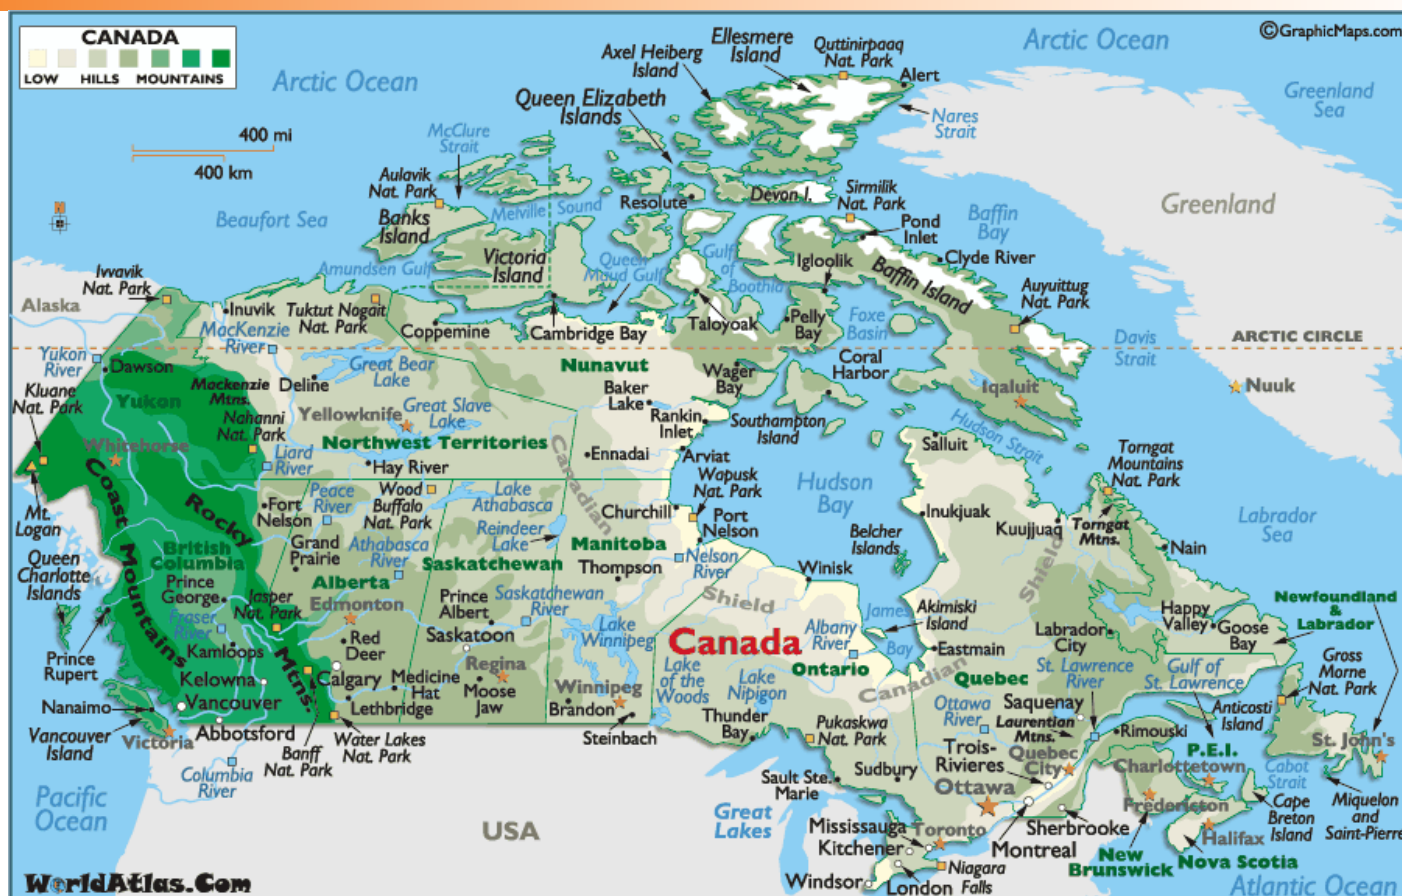 CANADA
LOW HILLS MOUNTAINS
©GraphicMaps.com
Arctic Ocean
Arctic Ocean
Ellesmere
Island
Axel Heiberg
Island
Quttinirpaaq
Nat. Park
Alert
Queen Elizabeth
Islands
Nares
Strait
Greenland
Sea
400 mi
400 km
McClure
Strait
Aulavik
Nat. Park
Banks
Island
Beaufort Sea
Melville Sound
Resolute
Devon I.
Sirmilik
Nat. Park
Pond
Inlet
Baffin
Bay
Greenland
Clyde River
Victoria
Island
Amundsen Gulf
Queen
Muud Gulf
Gulf
of
Boothia
Igloolik
Baffin Island
Auyuittug
Nat. Park
Ivvavik
Nat. Park
Alaska
Inuvik
Tuktut Nogait
Nat. Park
Coppemine
Cambridge Bay
Taloyoak
Pelly
Bay
Foxe
Basin
Davis
Strait
ARCTIC CIRCLE
MacKenzie
River
Yukon
River
Dawson
Kluane
Nat. Park
Yukon
Mackenzie
Mtns.
Deline
Great Bear
Lake
Nunavut
Wager
Bay
Coral
Harbor
Iqaluit
Nuuk
Baker
Lake
Nahanni
Nat. Park
Yellowknife
Great Slave
Lake
Rankin
Inlet
Southampton
Island
Hudson Strait
Whitehorse
Northwest Territories
Liard
River
Hay River
Ennadai
Arviat
Salluit
Torngat
Mountains
Nat. Park
Mt.
Logan
Coast Mountains
Rocky Mtns.
Canadian
Shield
Wapusk
Nat. Park
Hudson
Bay
Fort
Nelson
Peace
River
Wood
Buffalo
Nat. Park
Lake
Athabasca
Churchill
Port
Nelson
Inukjuak
Kuujjuaq
Torngat
Mtns.
Labrador
Sea
Reindeer
Lake
Belcher
Islands
Nain
Queen
Charlotte
Islands
British
Columbia
Grand
Prairie
Athabasca
River
Alberta
Saskatchewan
Manitoba
Thompson
Nelson
River
Winisk
Shield
Prince
George
Jasper
Nat. Park
Edmonton
Prince
Albert
Saskatchewan
River
Newfoundland
&
Labrador
Fraser
River
Kamloops
Red
Deer
Saskatoon
Lake
Winnipeg
Canada
James
Bay
Akimiski
Island
Albany
River
Happy
Valley
Goose
Bay
Labrador
City
Prince
Rupert
Eastmain
Gross
Morne
Nat. Park
Kelowna
Calgary
Medicine
Hat
Regina
Moose
Jaw
Winnipeg
Lake
of the
Woods
Ontario
Canadian
Quebec
St. Lawrence
River
Gulf of
St. Lawrence
Nanaimo
Vancouver
Lethbridge
Brandon
Lake
Nipigon
Ottawa
River
Saquenay
Anticosti
Island
Vancouver
Island
Victoria
Abbotsford
Banff
Nat. Park
Water Lakes
Nat. Park
Steinbach
Thunder
Bay
Pukaskwa
Nat. Park
Laurentian
Mtns.
Rimouski
P.E.I.
St. John's
Columbia
River
Trois-
Rivieres
Quebec
City
Charlottetown
Cabot
Strait
Pacific
Ocean
Sault Ste.
Marie
Sudbury
Ottawa
Fredericton
Cape
Breton
Island
Miquelon
and
Saint-Pierre
USA
Great
Lakes
Mississauga
Toronto
Kitchener
Montreal
Sherbrooke
Halifax
New
Brunswick
Nova Scotia
Windsor
London
Niagara
Falls
Atlantic Ocean
WorldAtlas.Com